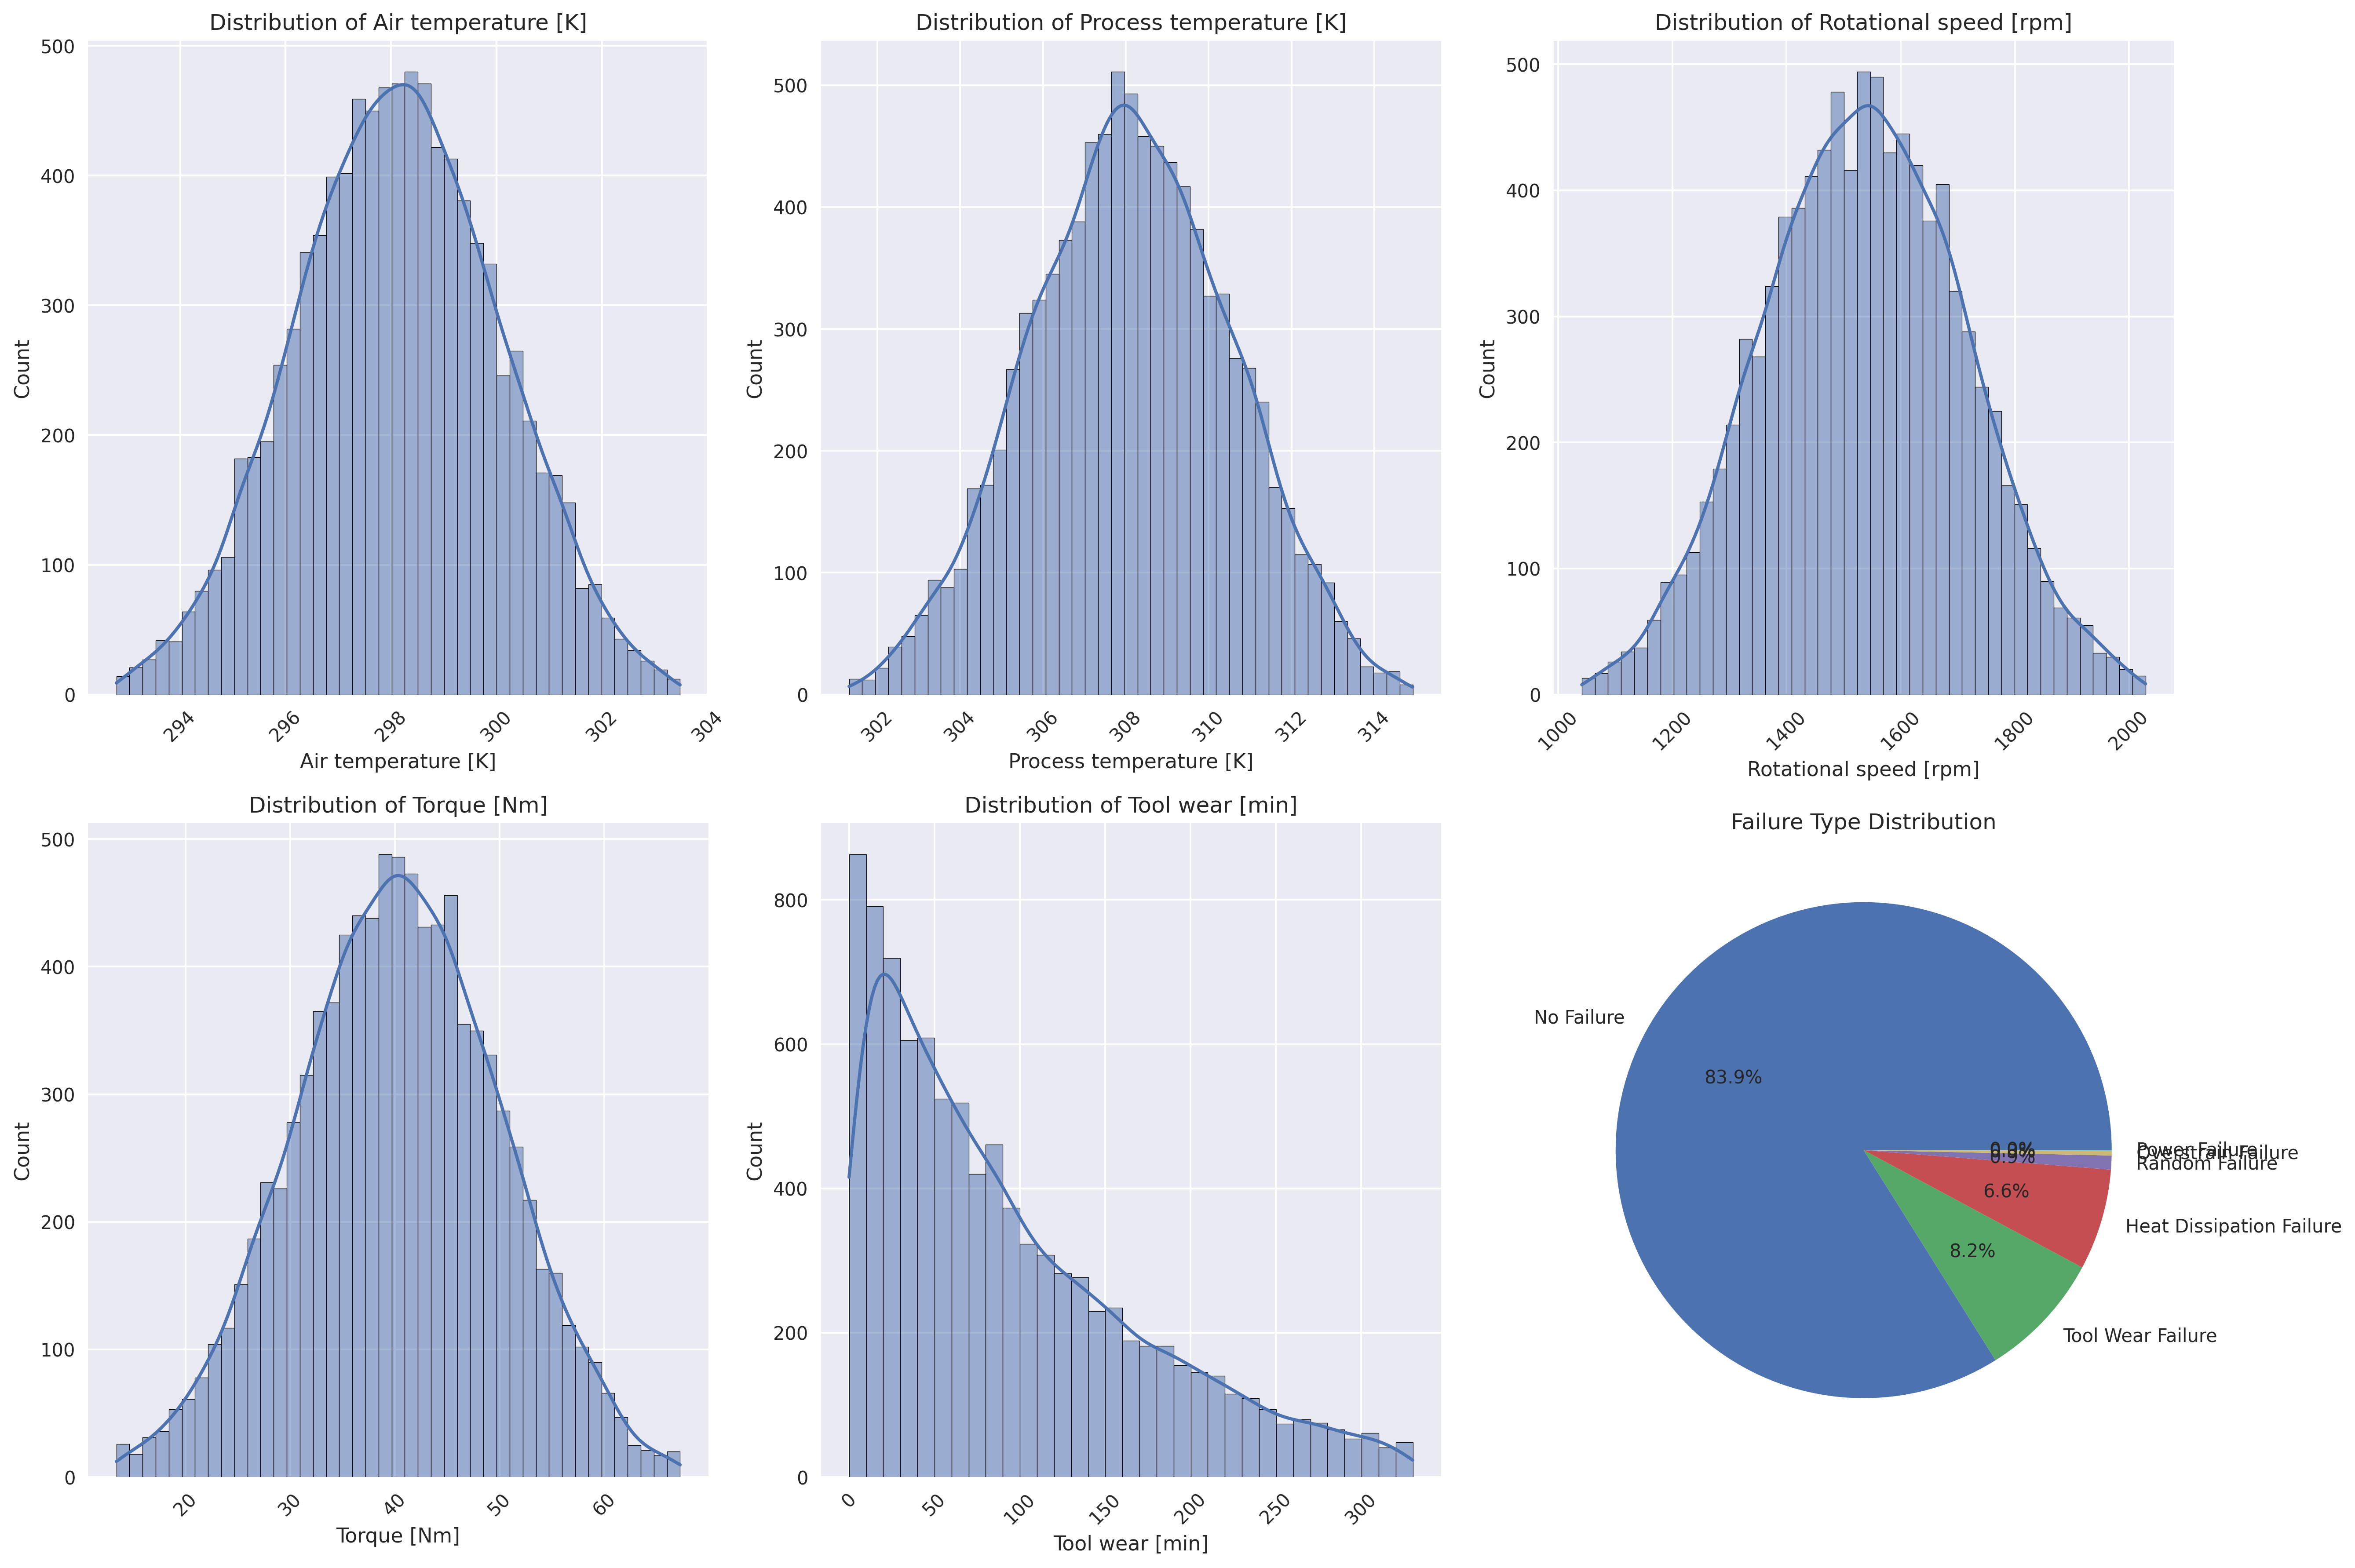 Distribution of Air temperature [K]
500
400
300
200
100
0
Count
294
296
298
300
302
304
Air temperature [K]
Distribution of Process temperature [K]
500
400
300
200
100
0
Count
302
304
306
308
310
312
314
Process temperature [K]
Distribution of Rotational speed [rpm]
500
400
300
200
100
0
Count
1000
1200
1400
1600
1800
2000
Rotational speed [rpm]
Distribution of Torque [Nm]
500
400
300
200
100
0
Count
20
30
40
50
60
Torque [Nm]
Distribution of Tool wear [min]
800
600
400
200
0
Count
0
50
100
150
200
250
300
Tool wear [min]
Failure Type Distribution
No Failure
83.9%
Power Failure
Overstrain Failure
0.9%
Random Failure
6.6%
Heat Dissipation Failure
8.2%
Tool Wear Failure